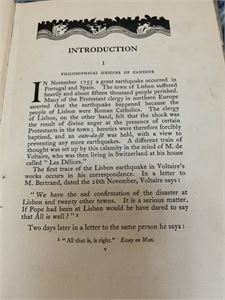 INTRODUCTION
I
PHILOSOPHICAL ORIGINS OF CANDIDE
IN November 1755 a great earthquake occurred in
Portugal and Spain. The town of Lisbon suffered
heavily and about fifteen thousand people perished.
Many of the Protestant clergy in northern Europe
asserted that the earthquake happened because the
people of Lisbon were Roman Catholics. The clergy
of Lisbon, on the other hand, felt that the shock was
the result of divine anger at the presence of certain
Protestants in the town; heretics were therefore forcibly
baptized, and an auto-da-fé was held, with a view to
preventing any more earthquakes. A different train of
thought was set up by this calamity in the mind of M. de
Voltaire, who was then living in Switzerland at his house
called "Les Délices."
The first trace of the Lisbon earthquake in Voltaire's
works occurs in his correspondence. In a letter to
M. Bertrand, dated the 28th November, Voltaire says:
"We have the sad confirmation of the disaster at
Lisbon and twenty other towns. It is a serious matter.
If Pope had been at Lisbon would he have dared to say
that All is well?" ¹
Two days later in a letter to the same person he says:
¹ "All that is, is right." Essay on Man.
v